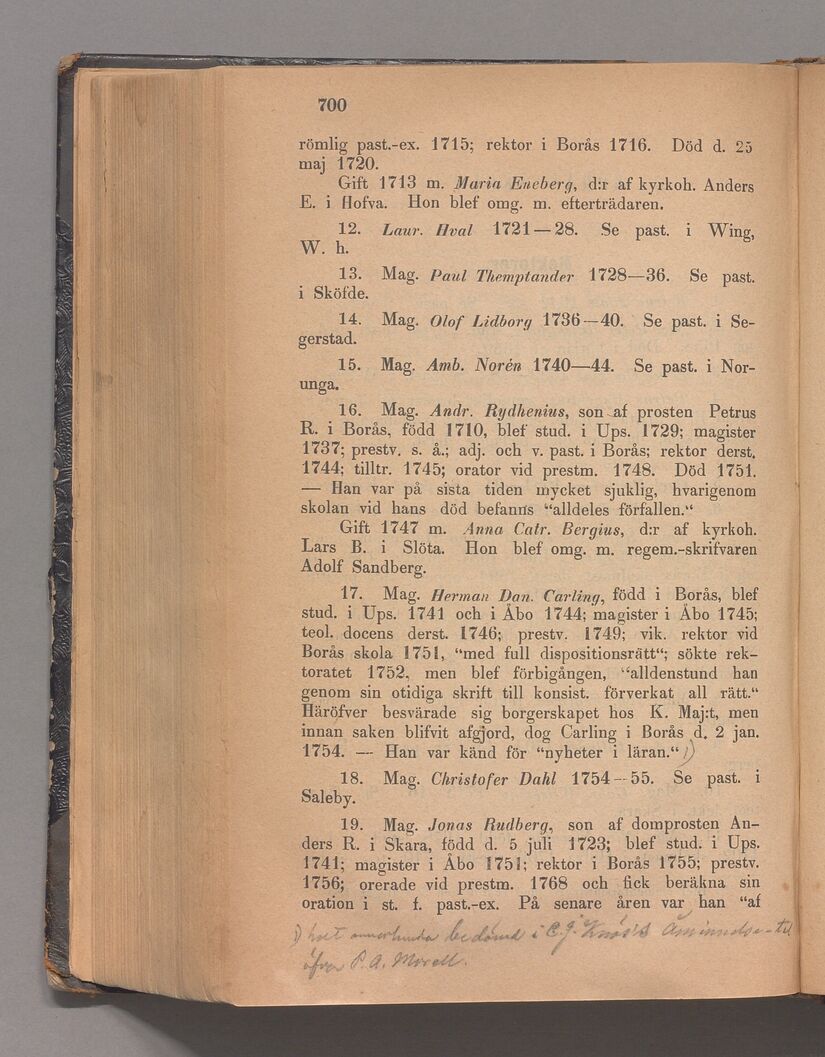 700
römlig past.-ex. 1715; rektor i Borås 1716. Död d. 25
maj 1720.
Gift 1713 m. Maria Eneberg, d:r af kyrkoh. Anders
E. i Hofva. Hon blef omg. m. efterträdaren.
12. Laur. Hval 1721—28. Se past. i Wing,
W. h.
13. Mag. Paul Themptander 1728—36. Se past.
i Sköfde.
14. Mag. Olof Lidborg 1736—40. Se past. i Se-
gerstad.
15. Mag. Amb. Norén 1740—44. Se past. i Nor-
unga.
16. Mag. Andr. Rydhenius, son af prosten Petrus
R. i Borås, född 1710, blef stud. i Ups. 1729; magister
1737; prestv. s. å.; adj. och v. past. i Borås; rektor derst.
1744; tilltr. 1745; orator vid prestm. 1748. Död 1751.
— Han var på sista tiden mycket sjuklig, hvarigenom
skolan vid hans död befanns “alldeles förfallen.“
Gift 1747 m. Anna Catr. Bergius, d:r af kyrkoh.
Lars B. i Slöta. Hon blef omg. m. regem.-skrifvaren
Adolf Sandberg.
17. Mag. Herman Dan. Carling, född i Borås, blef
stud. i Ups. 1741 och i Åbo 1744; magister i Åbo 1745;
teol. docens derst. 1746; prestv. 1749; vik. rektor vid
Borås skola 1751, “med full dispositionsrätt“; sökte rek-
toratet 1752, men blef förbigången, “alldenstund han
genom sin otidiga skrift till konsist. förverkat all rätt.“
Häröfver besvärade sig borgerskapet hos K. Maj:t, men
innan saken blifvit afgjord, dog Carling i Borås d. 2 jan.
1754. — Han var känd för “nyheter i läran.“ 1)
18. Mag. Christofer Dahl 1754—55. Se past. i
Saleby.
19. Mag. Jonas Rudberg, son af domprosten An-
ders R. i Skara, född d. 5 juli 1723; blef stud. i Ups.
1741; magister i Åbo 1751; rektor i Borås 1755; prestv.
1756; orerade vid prestm. 1768 och fick beräkna sin
oration i st. f. past.-ex. På senare åren var han “af
1) helt annorlunda bedömd i C. J. Knös's Åminnelse-tal
öfver P. A. Morell.